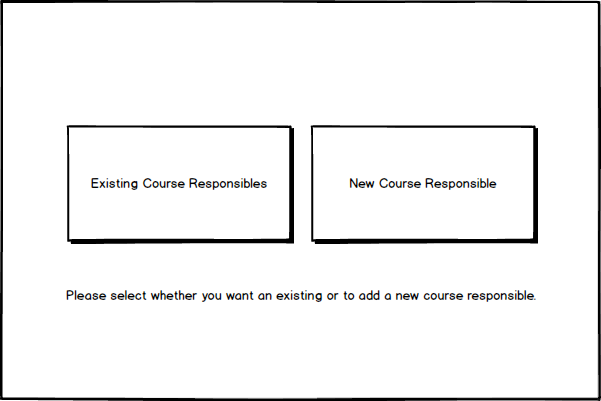 Existing Course Responsibles
New Course Responsible
Please select whether you want an existing or to add a new course responsible.